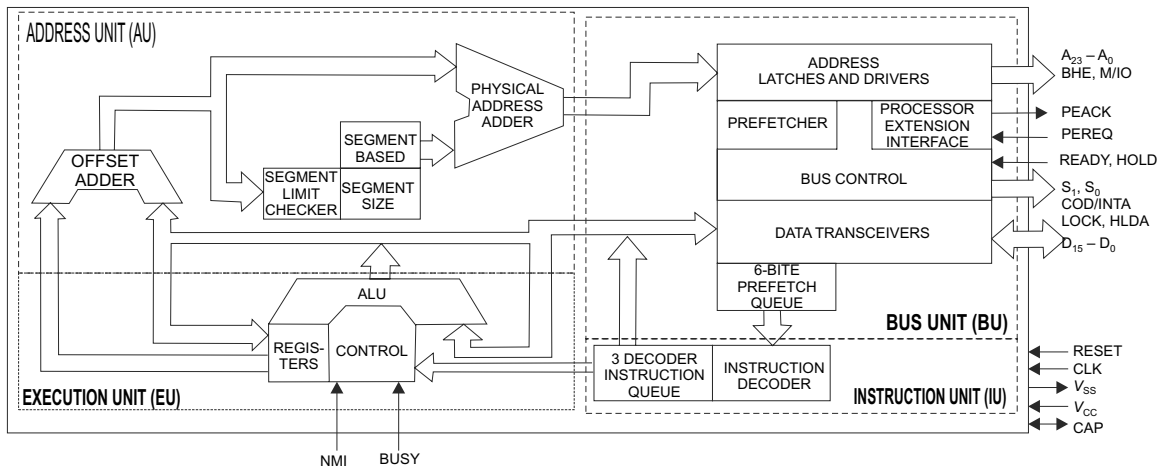 ADDRESS UNIT (AU)
OFFSET
ADDER
SEGMENT
LIMIT
CHECKER
SEGMENT
BASED
SEGMENT
SIZE
PHYSICAL
ADDRESS
ADDER
ADDRESS
LATCHES AND DRIVERS
PREFETCHER
PROCESSOR
EXTENSION
INTERFACE
BUS CONTROL
DATA TRANSCEIVERS
6-BITE
PREFETCH
QUEUE
BUS UNIT (BU)
A23 – A0
BHE, M/IO
PEACK
PEREQ
READY, HOLD
S1, S0
COD/INTA
LOCK, HLDA
D15 – D0
ALU
REGIS-
TERS
CONTROL
EXECUTION UNIT (EU)
3 DECODER
INSTRUCTION
QUEUE
INSTRUCTION
DECODER
INSTRUCTION UNIT (IU)
RESET
CLK
VSS
VCC
CAP
NMI
BUSY